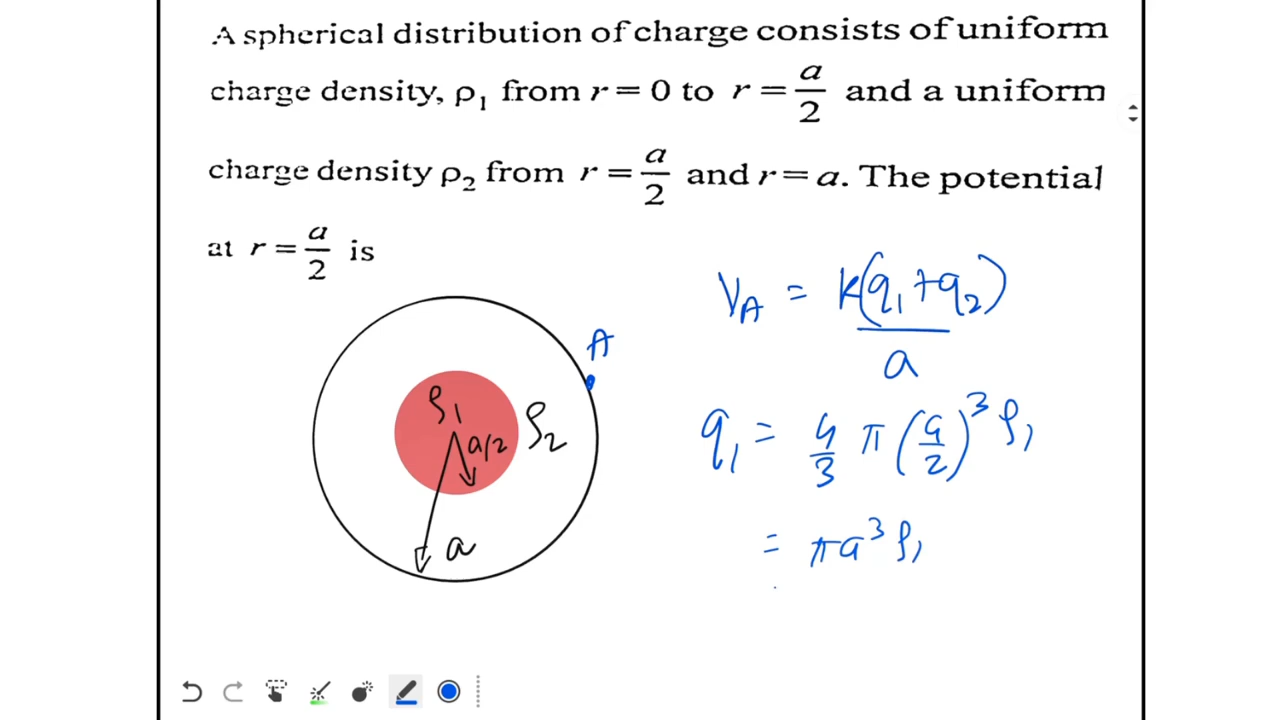 A spherical distribution of charge consists of uniform
charge density, ρ₁ from r = 0 to r = a/2 and a uniform
charge density ρ₂ from r = a/2 and r = a. The potential
at r = a/2 is
V_A = k(q₁+q₂)/a
A
ρ₁
a/2
ρ₂
a
q₁ = 4/3 π (a/2)³ ρ₁
= πa³ρ₁